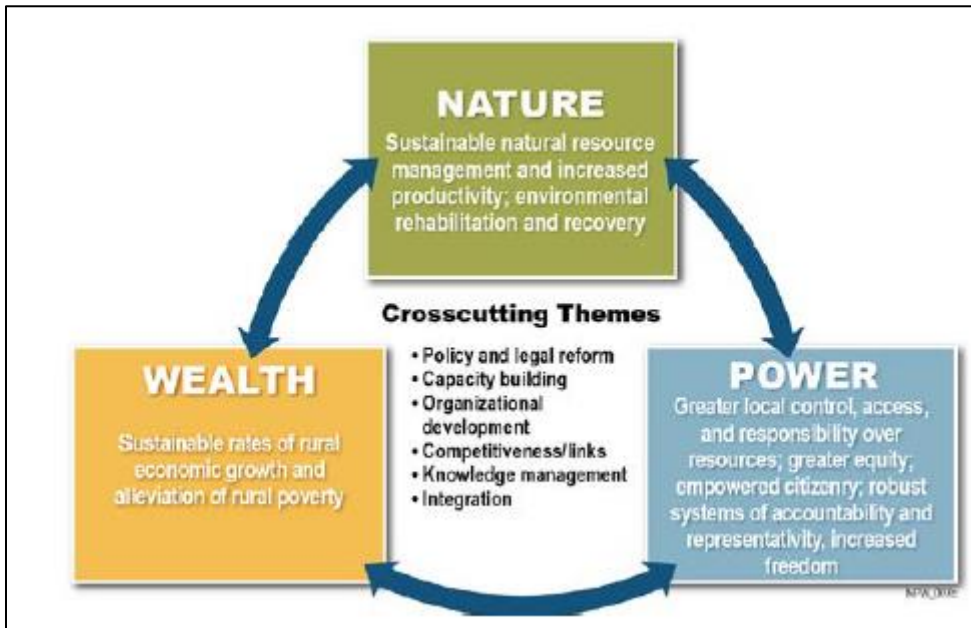 NATURE
Sustainable natural resource
management and increased
productivity; environmental
rehabilitation and recovery
Crosscutting Themes
• Policy and legal reform
• Capacity building
• Organizational
development
• Competitiveness/links
• Knowledge management
• Integration
WEALTH
Sustainable rates of rural
economic growth and
alleviation of rural poverty
POWER
Greater local control, access,
and responsibility over
resources; greater equity;
empowered citizenry; robust
systems of accountability and
representativity, increased
freedom